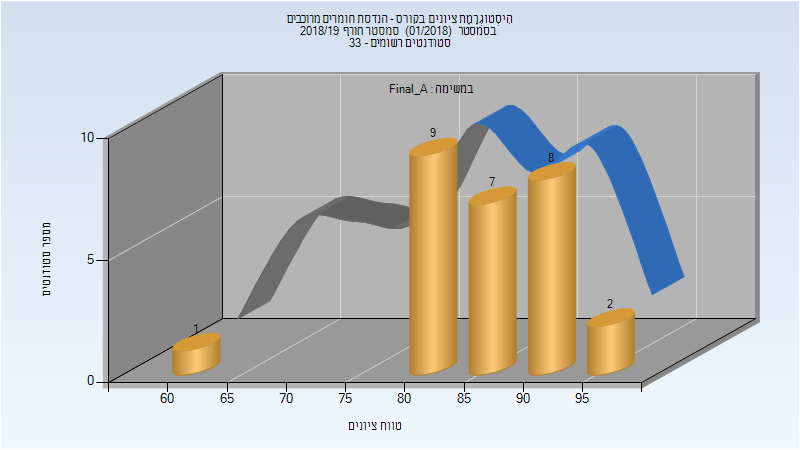 היסטוגרמת ציונים בקורס - הנדסת חומרים מרוכבים
בסמסטר (01/2018) סמסטר חורף 2018/19
סטודנטים רשומים - 33
במשימה : Final_A
מספר סטודנטים
10
5
0
1
9
7
8
2
60 65 70 75 80 85 90 95
טווח ציונים